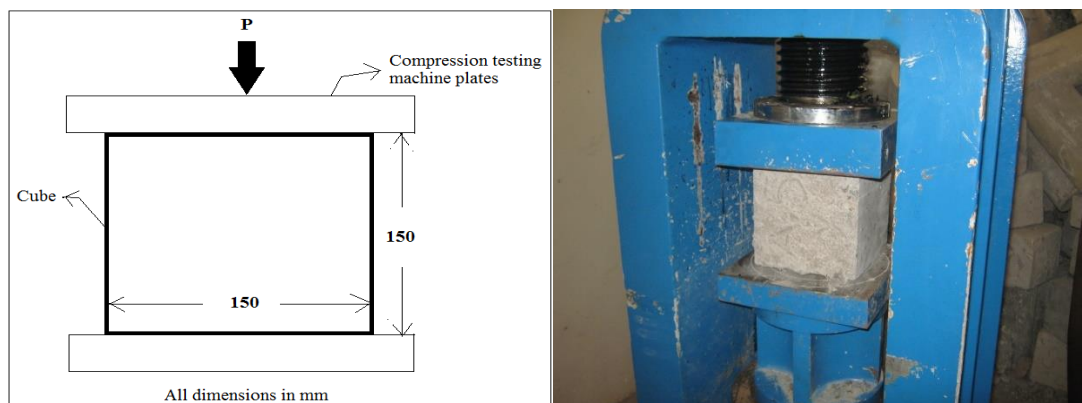 P
Compression testing
machine plates
Cube
150
150
All dimensions in mm